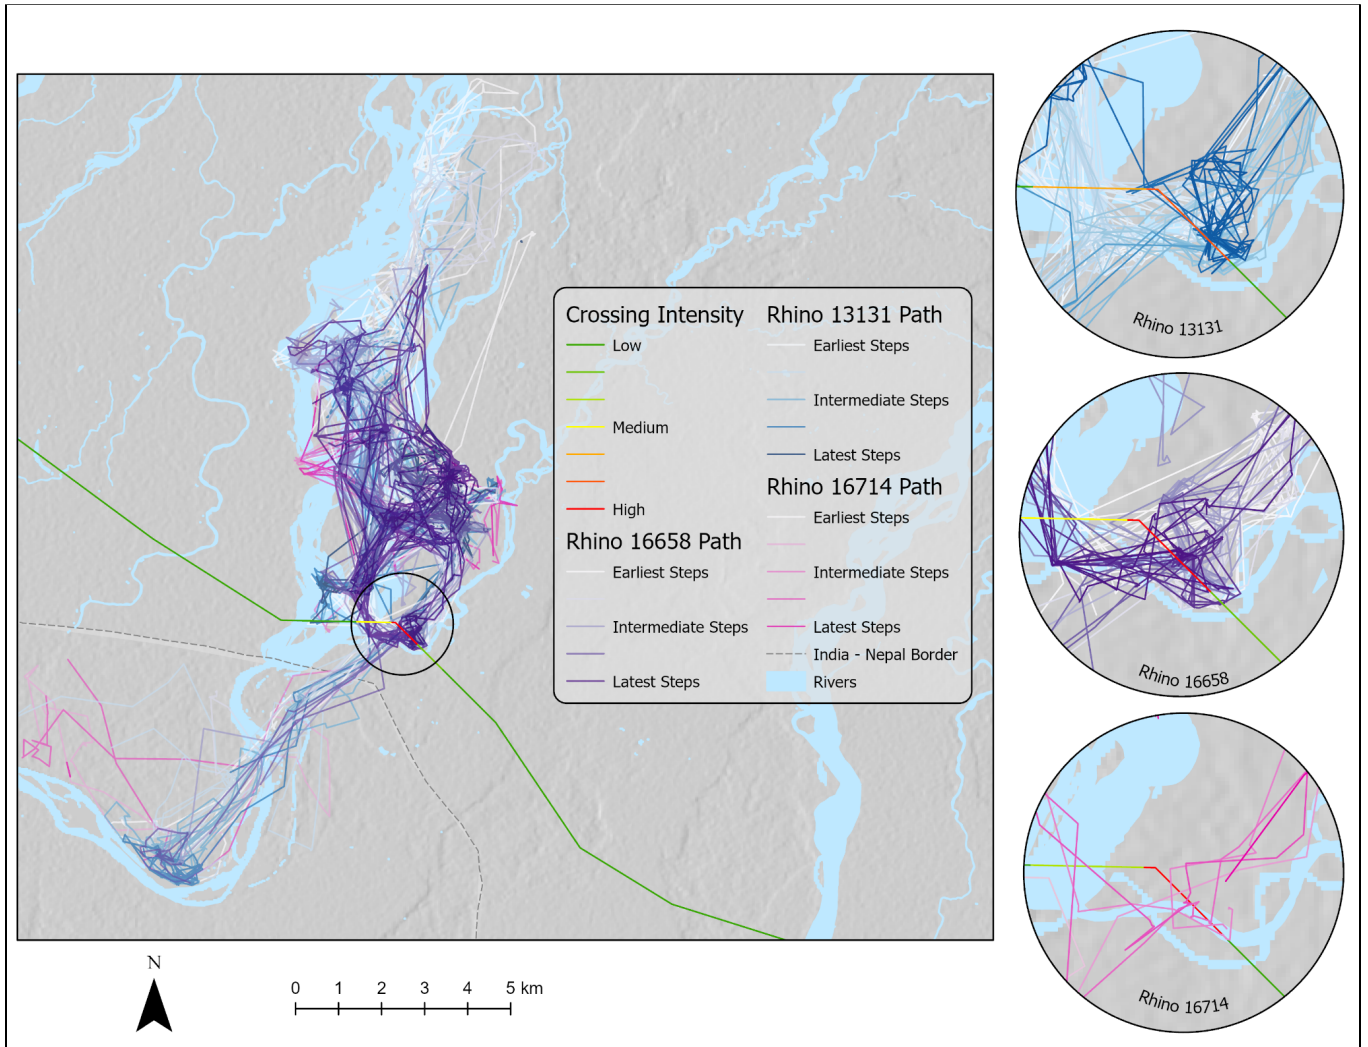 Crossing Intensity
Low
Medium
High
Rhino 16658 Path
Earliest Steps
Intermediate Steps
Latest Steps
Rhino 13131 Path
Earliest Steps
Intermediate Steps
Latest Steps
Rhino 16714 Path
Earliest Steps
Intermediate Steps
Latest Steps
India - Nepal Border
Rivers
Rhino 13131
Rhino 16658
Rhino 16714
N
0 1 2 3 4 5 km